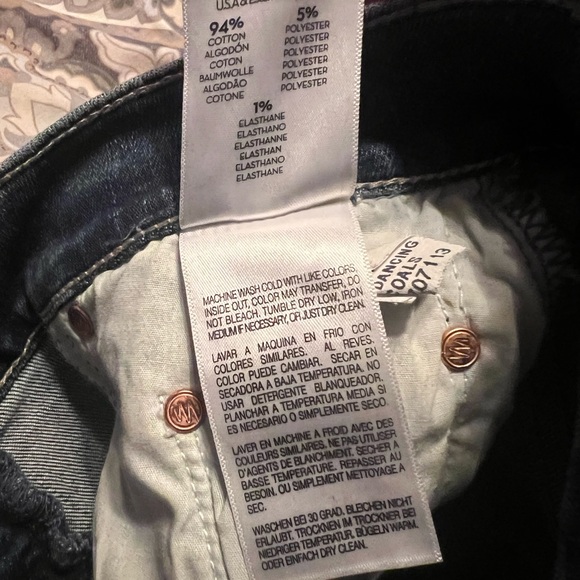 U.S.A &
94%
COTTON
ALGODÓN
COTON
BAUMWOLLE
ALGODÃO
COTONE
5%
POLYESTER
POLYESTER
POLYESTER
POLYESTER
POLYESTER
POLYESTER
1%
ELASTHANE
ELASTHANO
ELASTHANNE
ELASTHAN
ELASTHANO
ELASTHANE
MACHINE WASH COLD WITH LIKE COLORS,
INSIDE OUT, COLOR MAY TRANSFER, DO
NOT BLEACH. TUMBLE DRY LOW, IRON
MEDIUM IF NECESSARY, OR JUST DRY CLEAN.
LAVAR A MAQUINA EN FRIO CON
COLORES SIMILARES. AL REVES.
COLOR PUEDE CAMBIAR. SECAR EN
SECADORA A BAJA TEMPERATURA. NO
USAR DETERGENTE BLANQUEADOR.
PLANCHAR A TEMPERATURA MEDIA SI
ES NECESARIO O SIMPLEMENTE SECO.
LAVER EN MACHINE A FROID AVEC DES
COULEURS SIMILAIRES. NE PAS UTILISER
D'AGENTS DE BLANCHIMENT. SECHER A
BASSE TEMPERATURE. REPASSER AU
BESOIN. OU SIMPLEMENT METTOYAGE A
SEC.
WASCHEN BEI 30 GRAD. BLEICHEN NICHT
ERLAUBT. TROCKNEN IM TROCKNER BEI
NIEDRIGER TEMPERATUR. BÜGELN WARM.
ODER EINFACH DRY CLEAN.
DANCING
COALS
07113